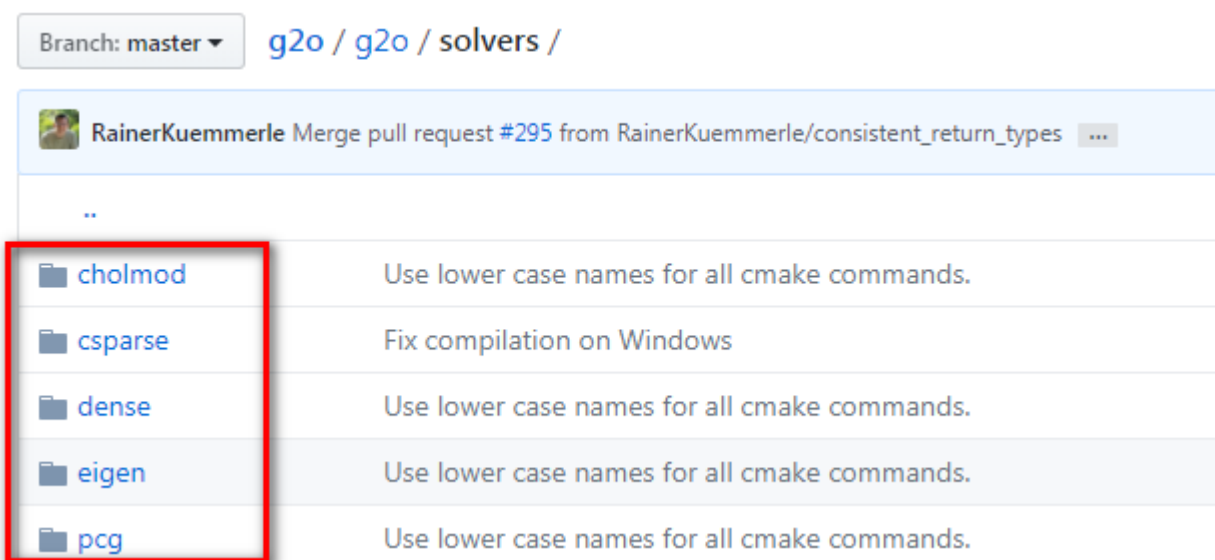 Branch: master g2o / g2o / solvers /
RainerKuemmerle Merge pull request #295 from RainerKuemmerle/consistent_return_types ...
..
cholmod Use lower case names for all cmake commands.
csparse Fix compilation on Windows
dense Use lower case names for all cmake commands.
eigen Use lower case names for all cmake commands.
pcg Use lower case names for all cmake commands.